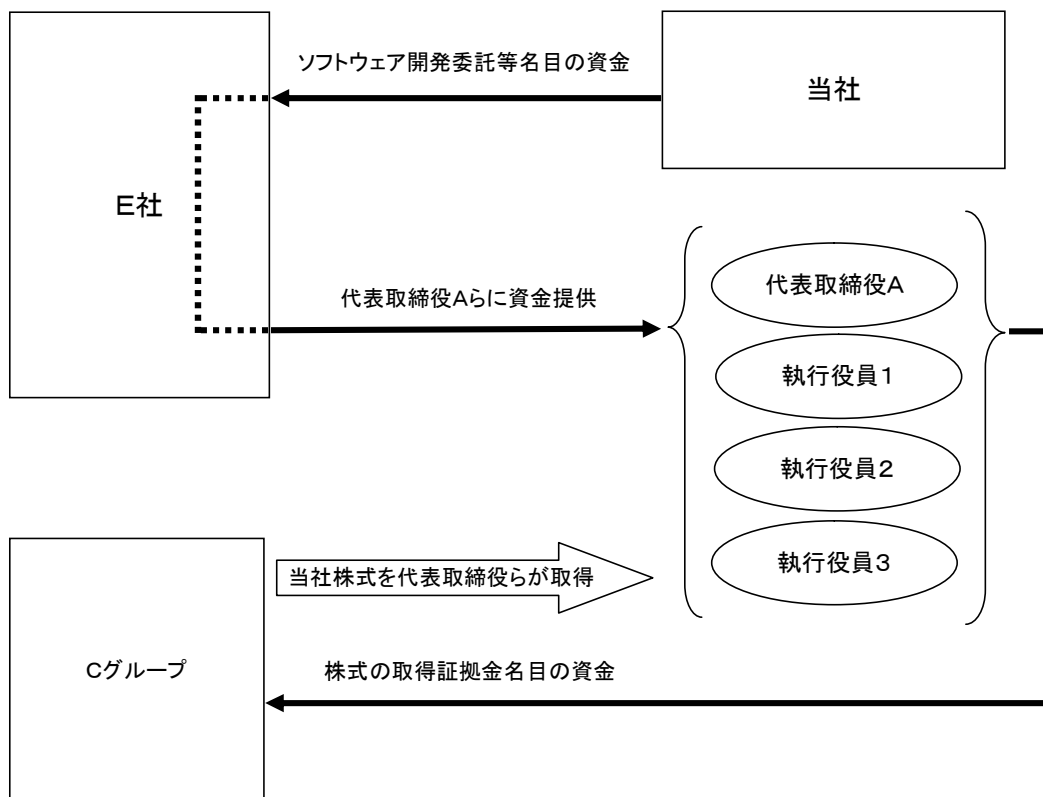 ソフトウェア開発委託等名目の資金
当社
E社
代表取締役Aらに資金提供
代表取締役A
執行役員1
執行役員2
執行役員3
当社株式を代表取締役らが取得
Cグループ
株式の取得証拠金名目の資金